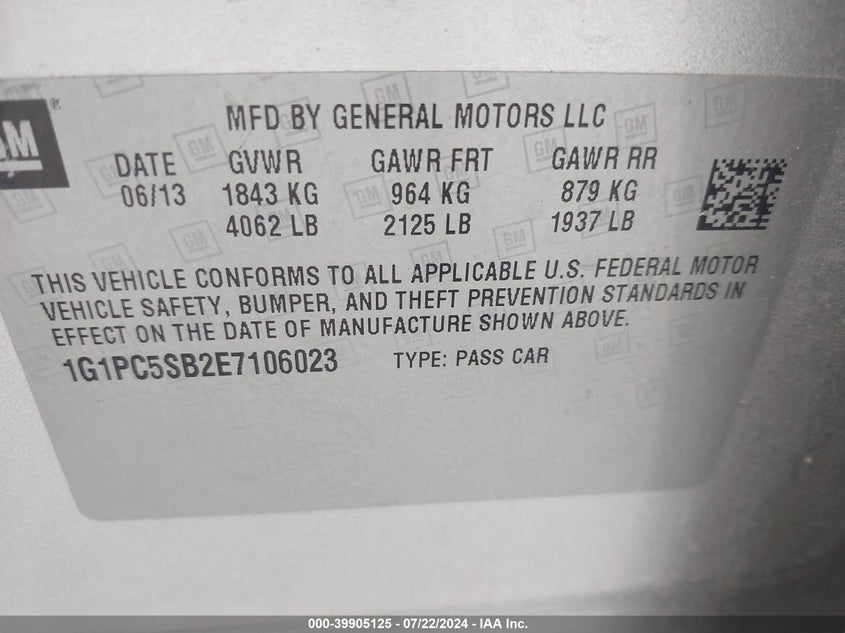 GM ®
MFD BY GENERAL MOTORS LLC
DATE GVWR GAWR FRT GAWR RR
06/13 1843 KG 964 KG 879 KG
4062 LB 2125 LB 1937 LB
THIS VEHICLE CONFORMS TO ALL APPLICABLE U.S. FEDERAL MOTOR
VEHICLE SAFETY, BUMPER, AND THEFT PREVENTION STANDARDS IN
EFFECT ON THE DATE OF MANUFACTURE SHOWN ABOVE.
1G1PC5SB2E7106023 TYPE: PASS CAR
000-39905125 - 07/22/2024 - IAA Inc.